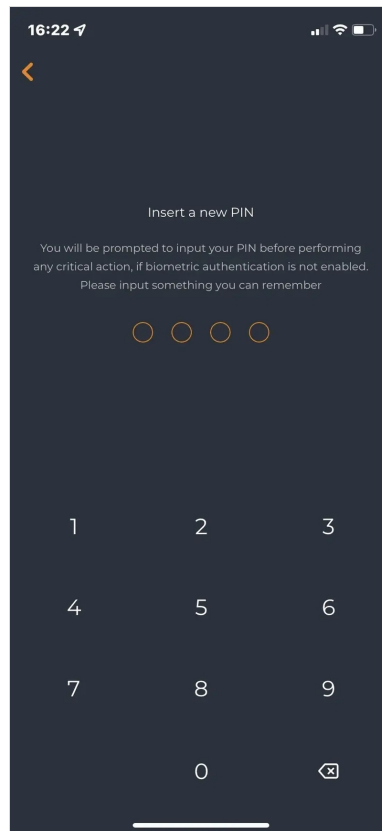 16:22
Insert a new PIN
You will be prompted to input your PIN before performing
any critical action, if biometric authentication is not enabled.
Please input something you can remember
1 2 3
4 5 6
7 8 9
0